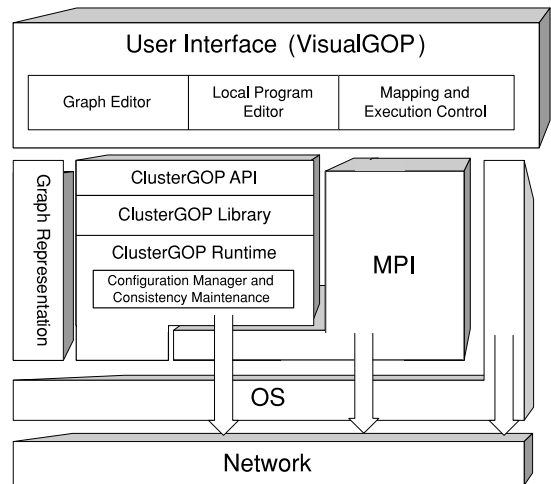 User Interface (VisualGOP)
Graph Editor
Local Program
Editor
Mapping and
Execution Control
Graph Representation
ClusterGOP API
ClusterGOP Library
ClusterGOP Runtime
Configuration Manager and
Consistency Maintenance
MPI
OS
Network